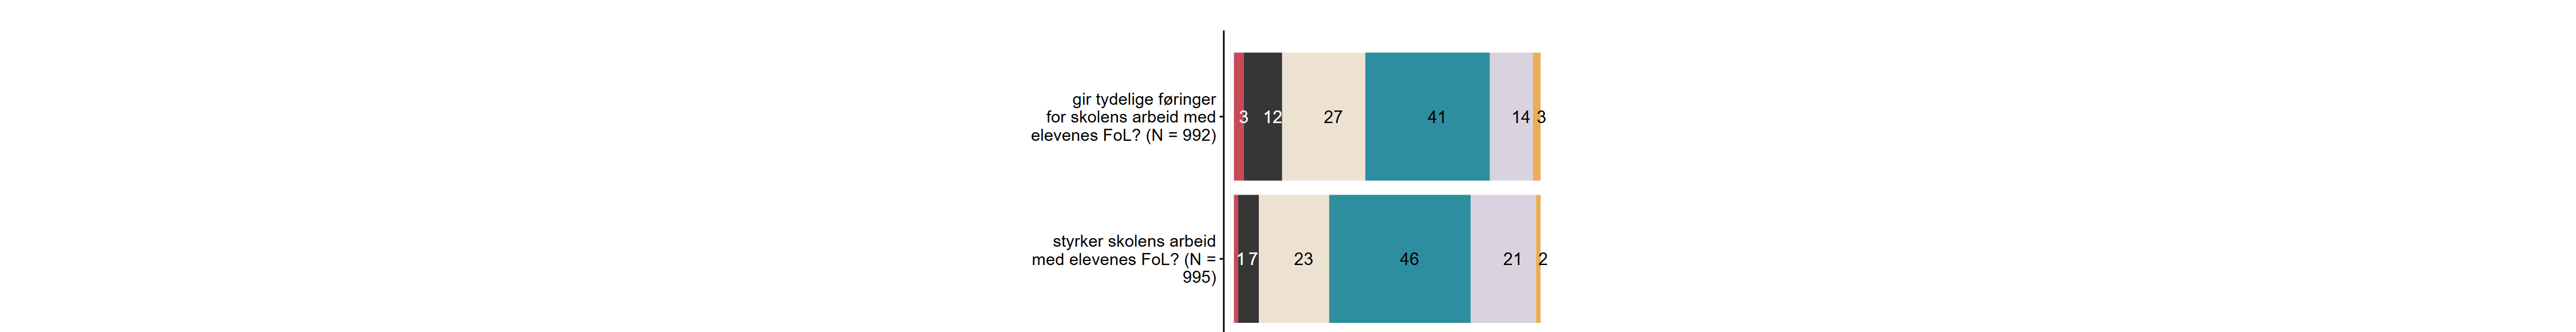 gir tydelige føringer
for skolens arbeid med
elevenes FoL? (N = 992)
3 12 27 41 14 3
styrker skolens arbeid
med elevenes FoL? (N =
995)
1 7 23 46 21 2